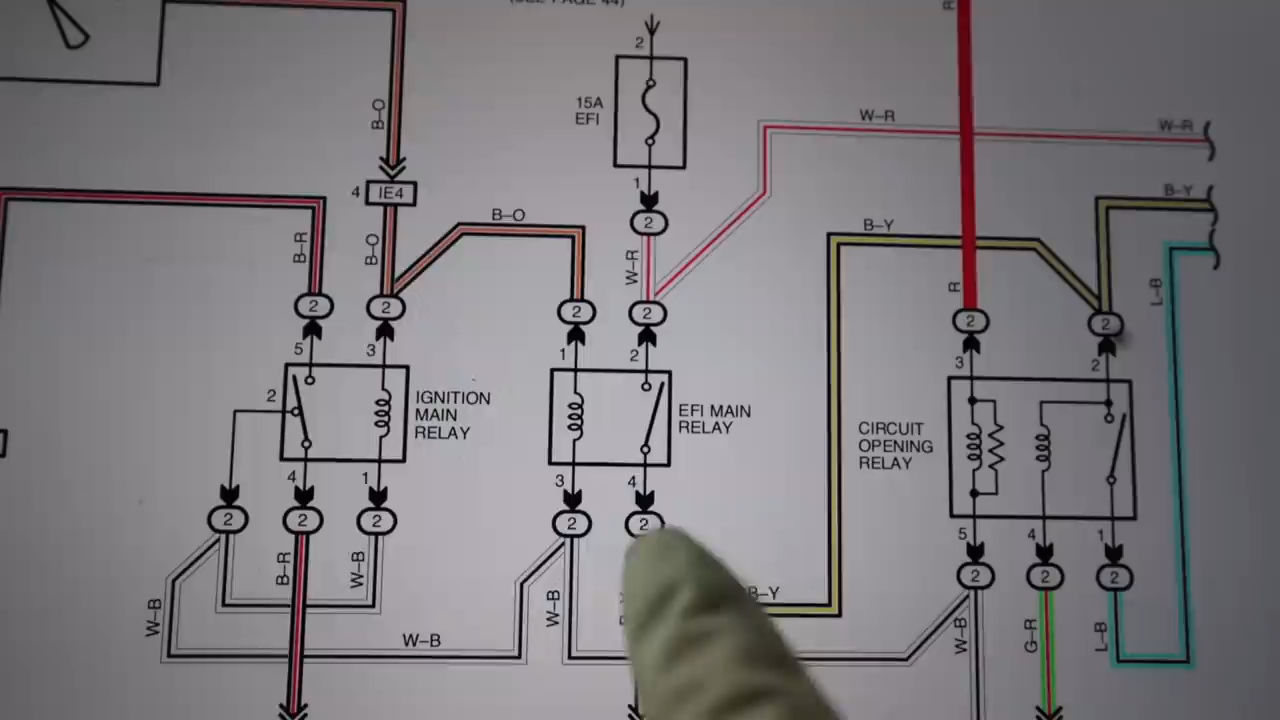 (SEE PAGE 44)
R
2
15A
EFI
B–O
W–R
W–R
1
4
IE4
B–Y
2
B–O
B–Y
B–R
B–O
W–R
R
L–B
2
2
2
2
2
2
5
3
1
2
3
2
2
IGNITION
MAIN
RELAY
EFI MAIN
RELAY
CIRCUIT
OPENING
RELAY
4
1
3
4
5
4
1
2
2
2
2
2
2
2
2
B–R
W–B
W–B
W–B
B–Y
W–B
W–B
G–R
L–B